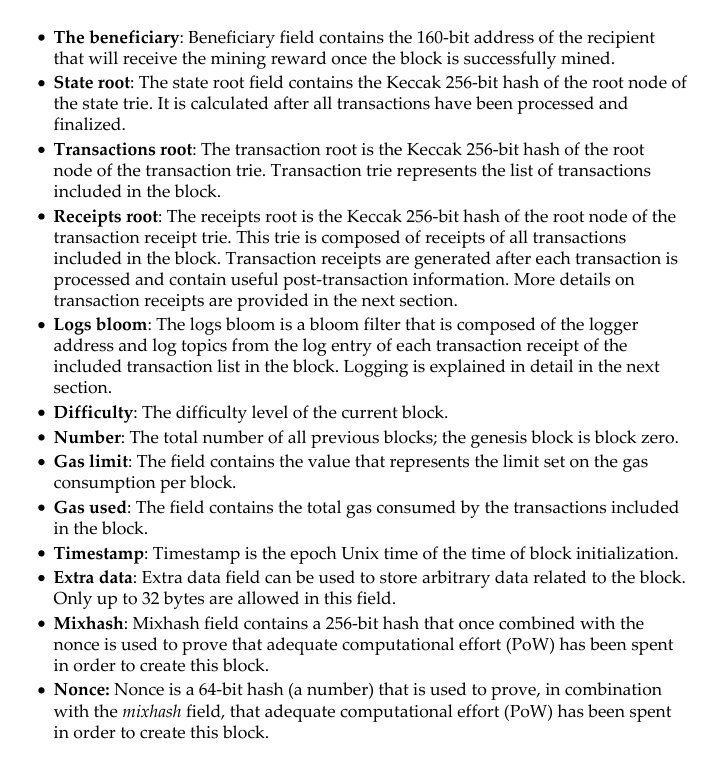 • The beneficiary: Beneficiary field contains the 160-bit address of the recipient
that will receive the mining reward once the block is successfully mined.
• State root: The state root field contains the Keccak 256-bit hash of the root node of
the state trie. It is calculated after all transactions have been processed and
finalized.
• Transactions root: The transaction root is the Keccak 256-bit hash of the root
node of the transaction trie. Transaction trie represents the list of transactions
included in the block.
• Receipts root: The receipts root is the Keccak 256-bit hash of the root node of the
transaction receipt trie. This trie is composed of receipts of all transactions
included in the block. Transaction receipts are generated after each transaction is
processed and contain useful post-transaction information. More details on
transaction receipts are provided in the next section.
• Logs bloom: The logs bloom is a bloom filter that is composed of the logger
address and log topics from the log entry of each transaction receipt of the
included transaction list in the block. Logging is explained in detail in the next
section.
• Difficulty: The difficulty level of the current block.
• Number: The total number of all previous blocks; the genesis block is block zero.
• Gas limit: The field contains the value that represents the limit set on the gas
consumption per block.
• Gas used: The field contains the total gas consumed by the transactions included
in the block.
• Timestamp: Timestamp is the epoch Unix time of the time of block initialization.
• Extra data: Extra data field can be used to store arbitrary data related to the block.
Only up to 32 bytes are allowed in this field.
• Mixhash: Mixhash field contains a 256-bit hash that once combined with the
nonce is used to prove that adequate computational effort (PoW) has been spent
in order to create this block.
• Nonce: Nonce is a 64-bit hash (a number) that is used to prove, in combination
with the mixhash field, that adequate computational effort (PoW) has been spent
in order to create this block.